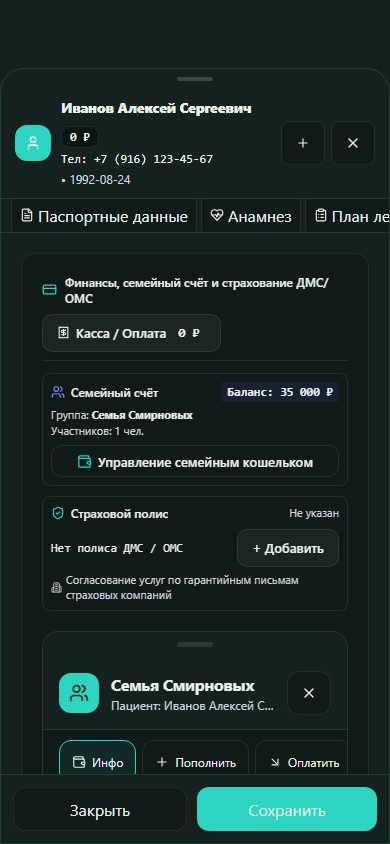 Иванов Алексей Сергеевич
0 ₽
Тел: +7 (916) 123-45-67
• 1992-08-24
Паспортные данные
Анамнез
План ле
Финансы, семейный счёт и страхование ДМС/
ОМС
Касса / Оплата 0 ₽
Семейный счёт
Баланс: 35 000 ₽
Группа: Семья Смирновых
Участников: 1 чел.
Управление семейным кошельком
Страховой полис
Не указан
Нет полиса ДМС / ОМС
+ Добавить
Согласование услуг по гарантийным письмам
страховых компаний
Семья Смирновых
Пациент: Иванов Алексей С...
Инфо
Пополнить
Оплатить
Закрыть
Сохранить